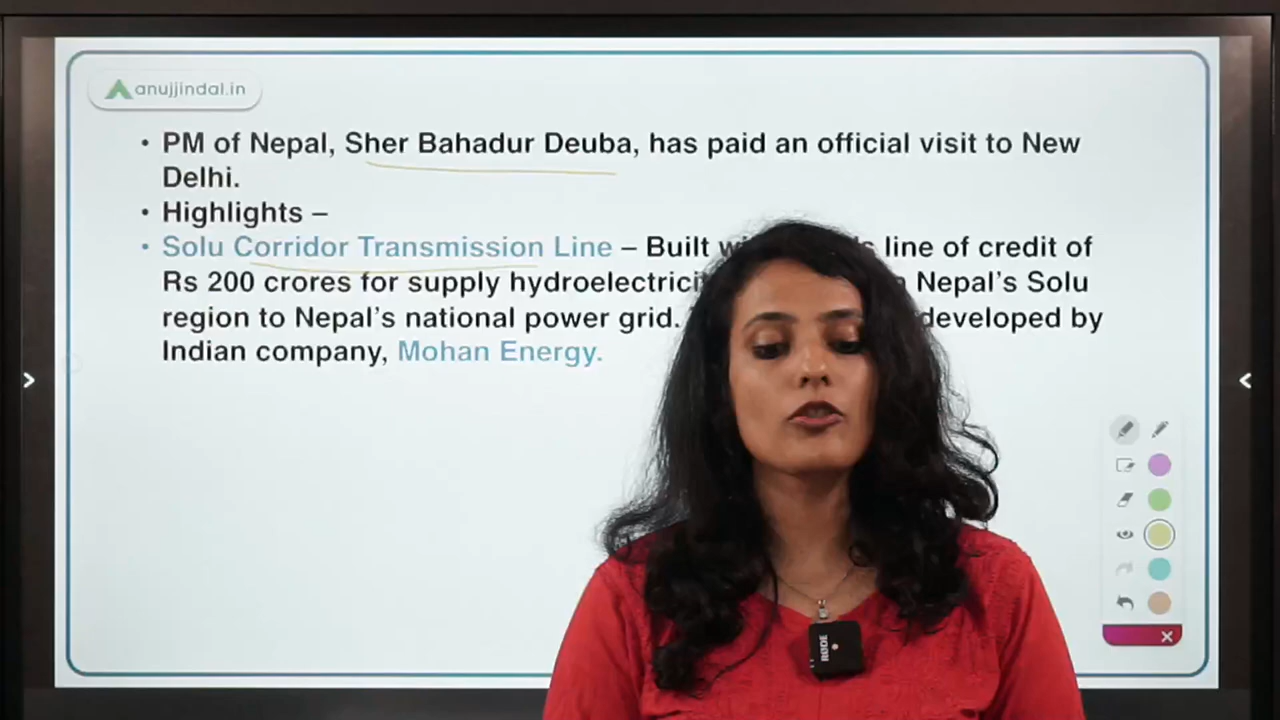 anujjindal.in
• PM of Nepal, Sher Bahadur Deuba, has paid an official visit to New
Delhi.
• Highlights –
• Solu Corridor Transmission Line – Built line of credit of
Rs 200 crores for supply Nepal's Solu
region to Nepal's national power grid. developed by
Indian company, Mohan Energy.
RØDE